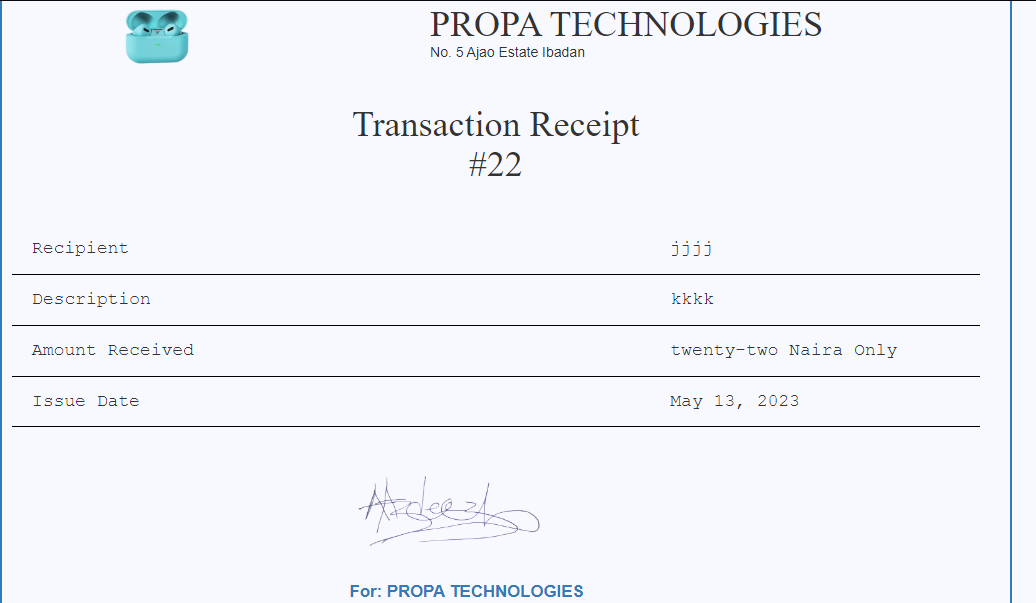 PROPA TECHNOLOGIES
No. 5 Ajao Estate Ibadan
Transaction Receipt
#22
Recipient jjjj
Description kkkk
Amount Received twenty-two Naira Only
Issue Date May 13, 2023
For: PROPA TECHNOLOGIES